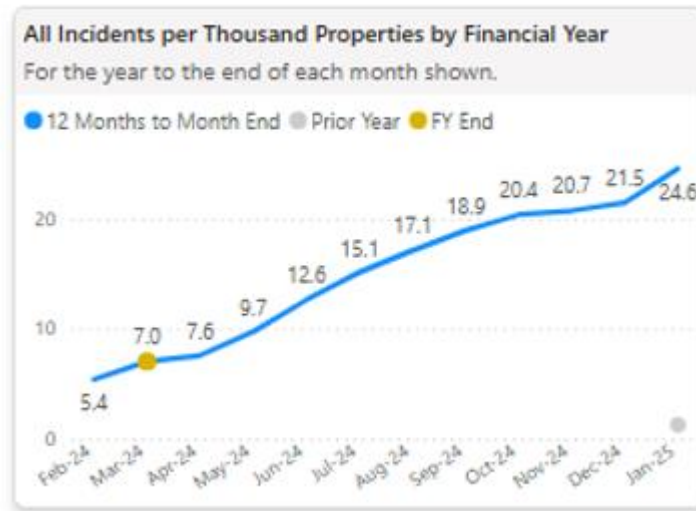 All Incidents per Thousand Properties by Financial Year
For the year to the end of each month shown.
12 Months to Month End Prior Year FY End
20
10
0
5.4
7.0
7.6
9.7
12.6
15.1
17.1
18.9
20.4
20.7
21.5
24.6
Feb-24
Mar-24
Apr-24
May-24
Jun-24
Jul-24
Aug-24
Sep-24
Oct-24
Nov-24
Dec-24
Jan-25